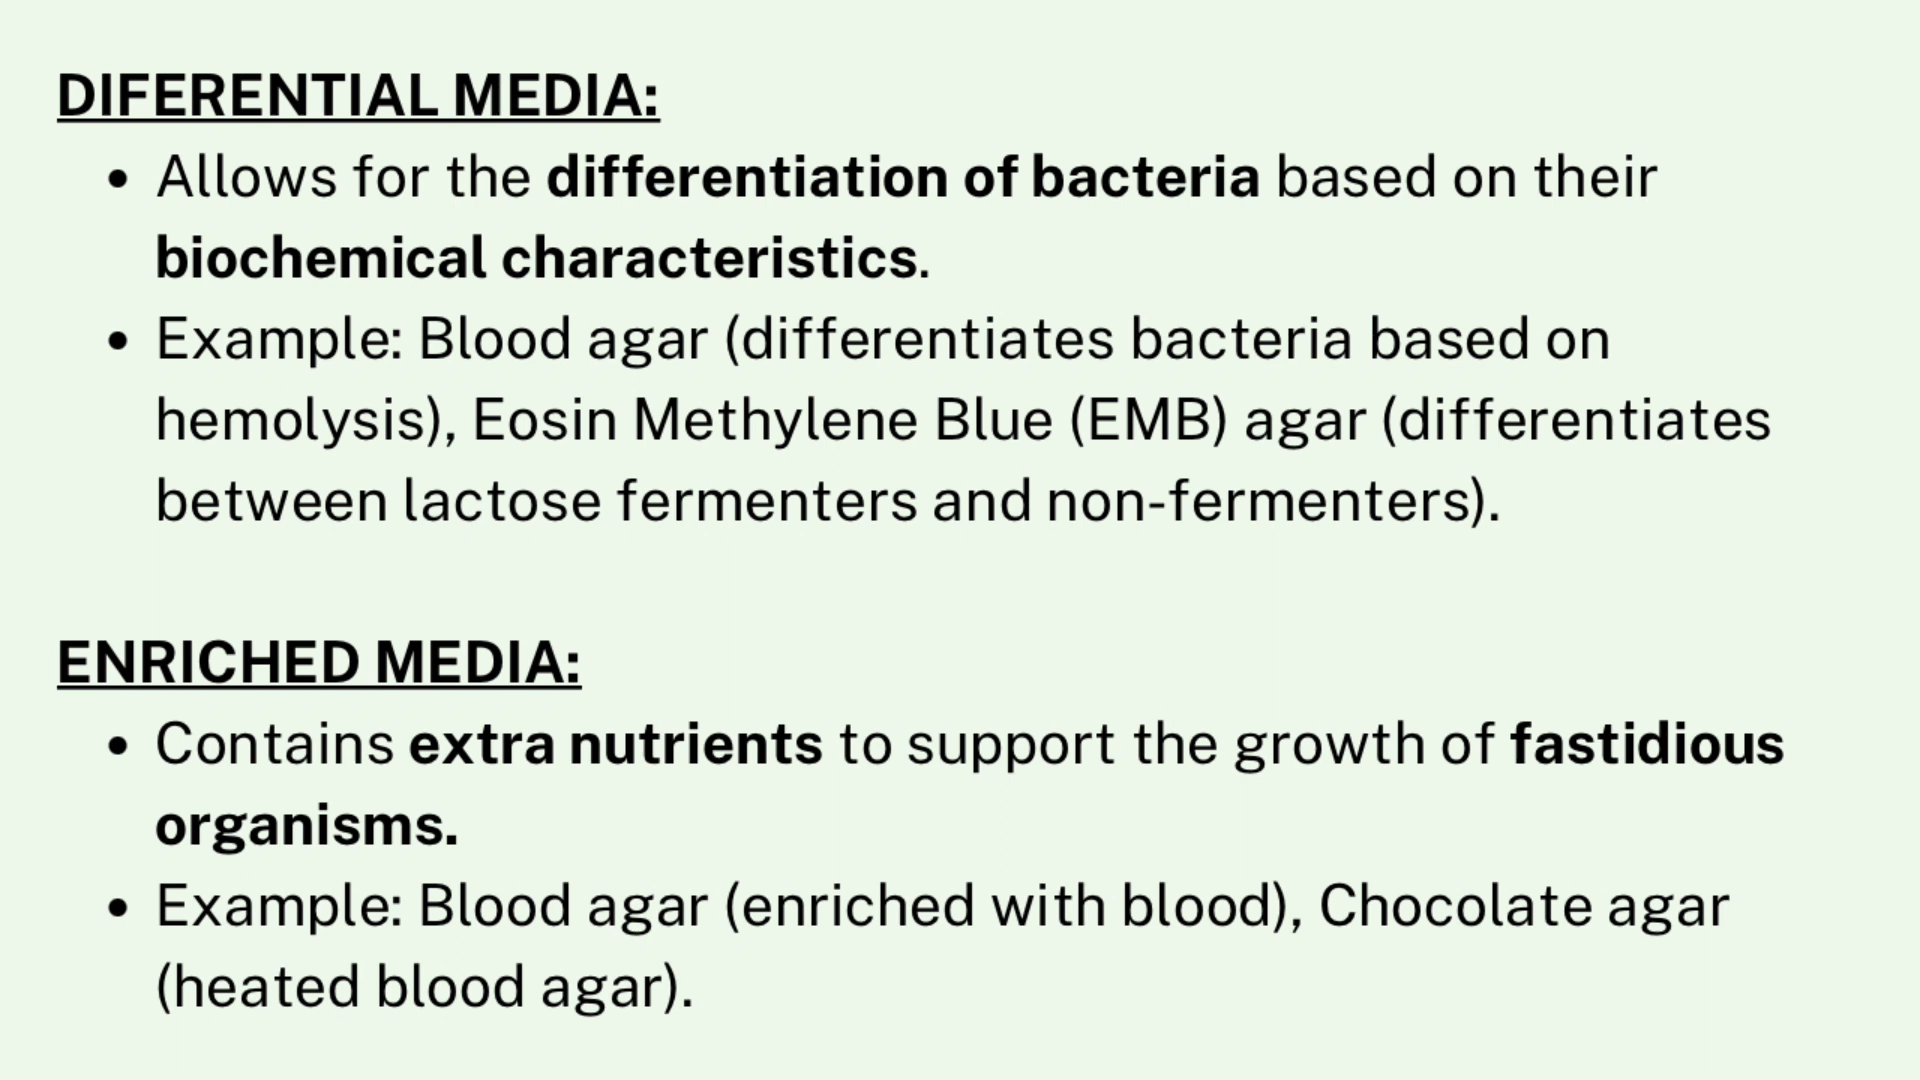 DIFERENTIAL MEDIA:
• Allows for the differentiation of bacteria based on their
biochemical characteristics.
• Example: Blood agar (differentiates bacteria based on
hemolysis), Eosin Methylene Blue (EMB) agar (differentiates
between lactose fermenters and non-fermenters).
ENRICHED MEDIA:
• Contains extra nutrients to support the growth of fastidious
organisms.
• Example: Blood agar (enriched with blood), Chocolate agar
(heated blood agar).